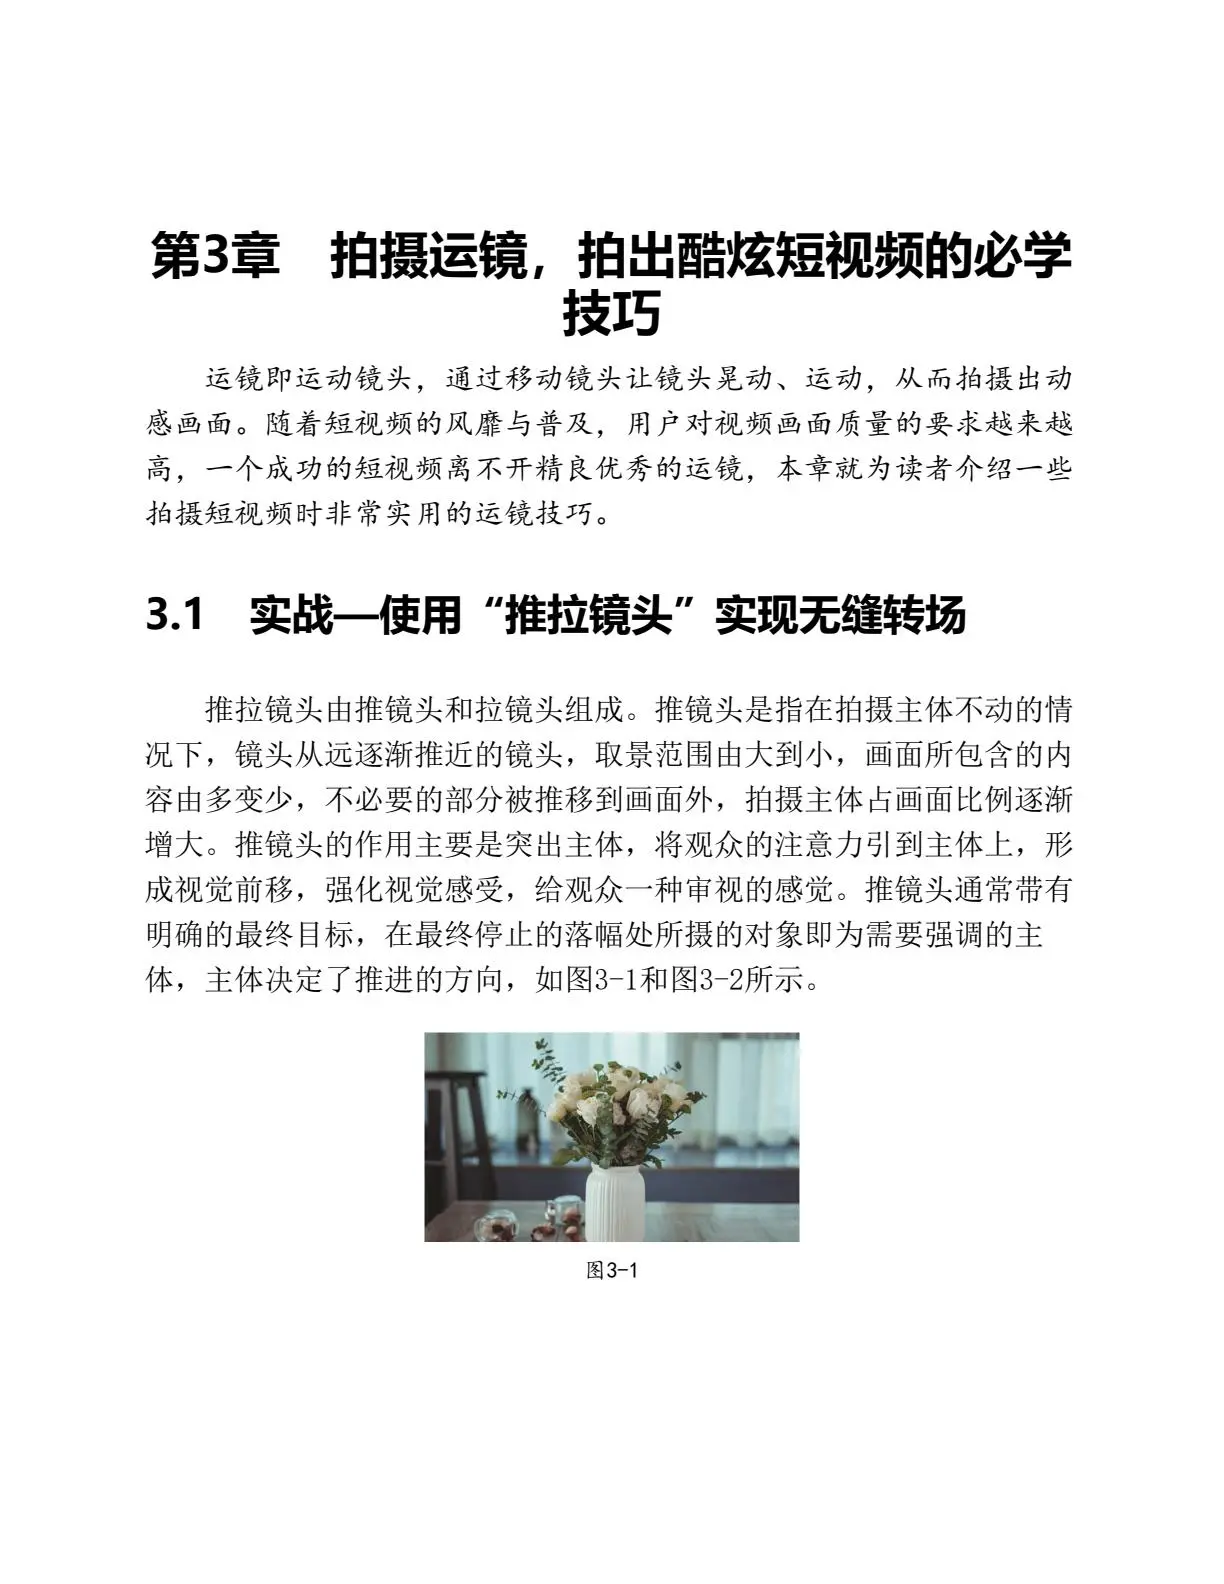 第3章　拍摄运镜，拍出酷炫短视频的必学
技巧
运镜即运动镜头，通过移动镜头让镜头晃动、运动，从而拍摄出动
感画面。随着短视频的风靡与普及，用户对视频画面质量的要求越来越
高，一个成功的短视频离不开精良优秀的运镜，本章就为读者介绍一些
拍摄短视频时非常实用的运镜技巧。
3.1　实战—使用“推拉镜头”实现无缝转场
推拉镜头由推镜头和拉镜头组成。推镜头是指在拍摄主体不动的情
况下，镜头从远逐渐推近的镜头，取景范围由大到小，画面所包含的内
容由多变少，不必要的部分被推移到画面外，拍摄主体占画面比例逐渐
增大。推镜头的作用主要是突出主体，将观众的注意力引到主体上，形
成视觉前移，强化视觉感受，给观众一种审视的感觉。推镜头通常带有
明确的最终目标，在最终停止的落幅处所摄的对象即为需要强调的主
体，主体决定了推进的方向，如图3-1和图3-2所示。
图3-1